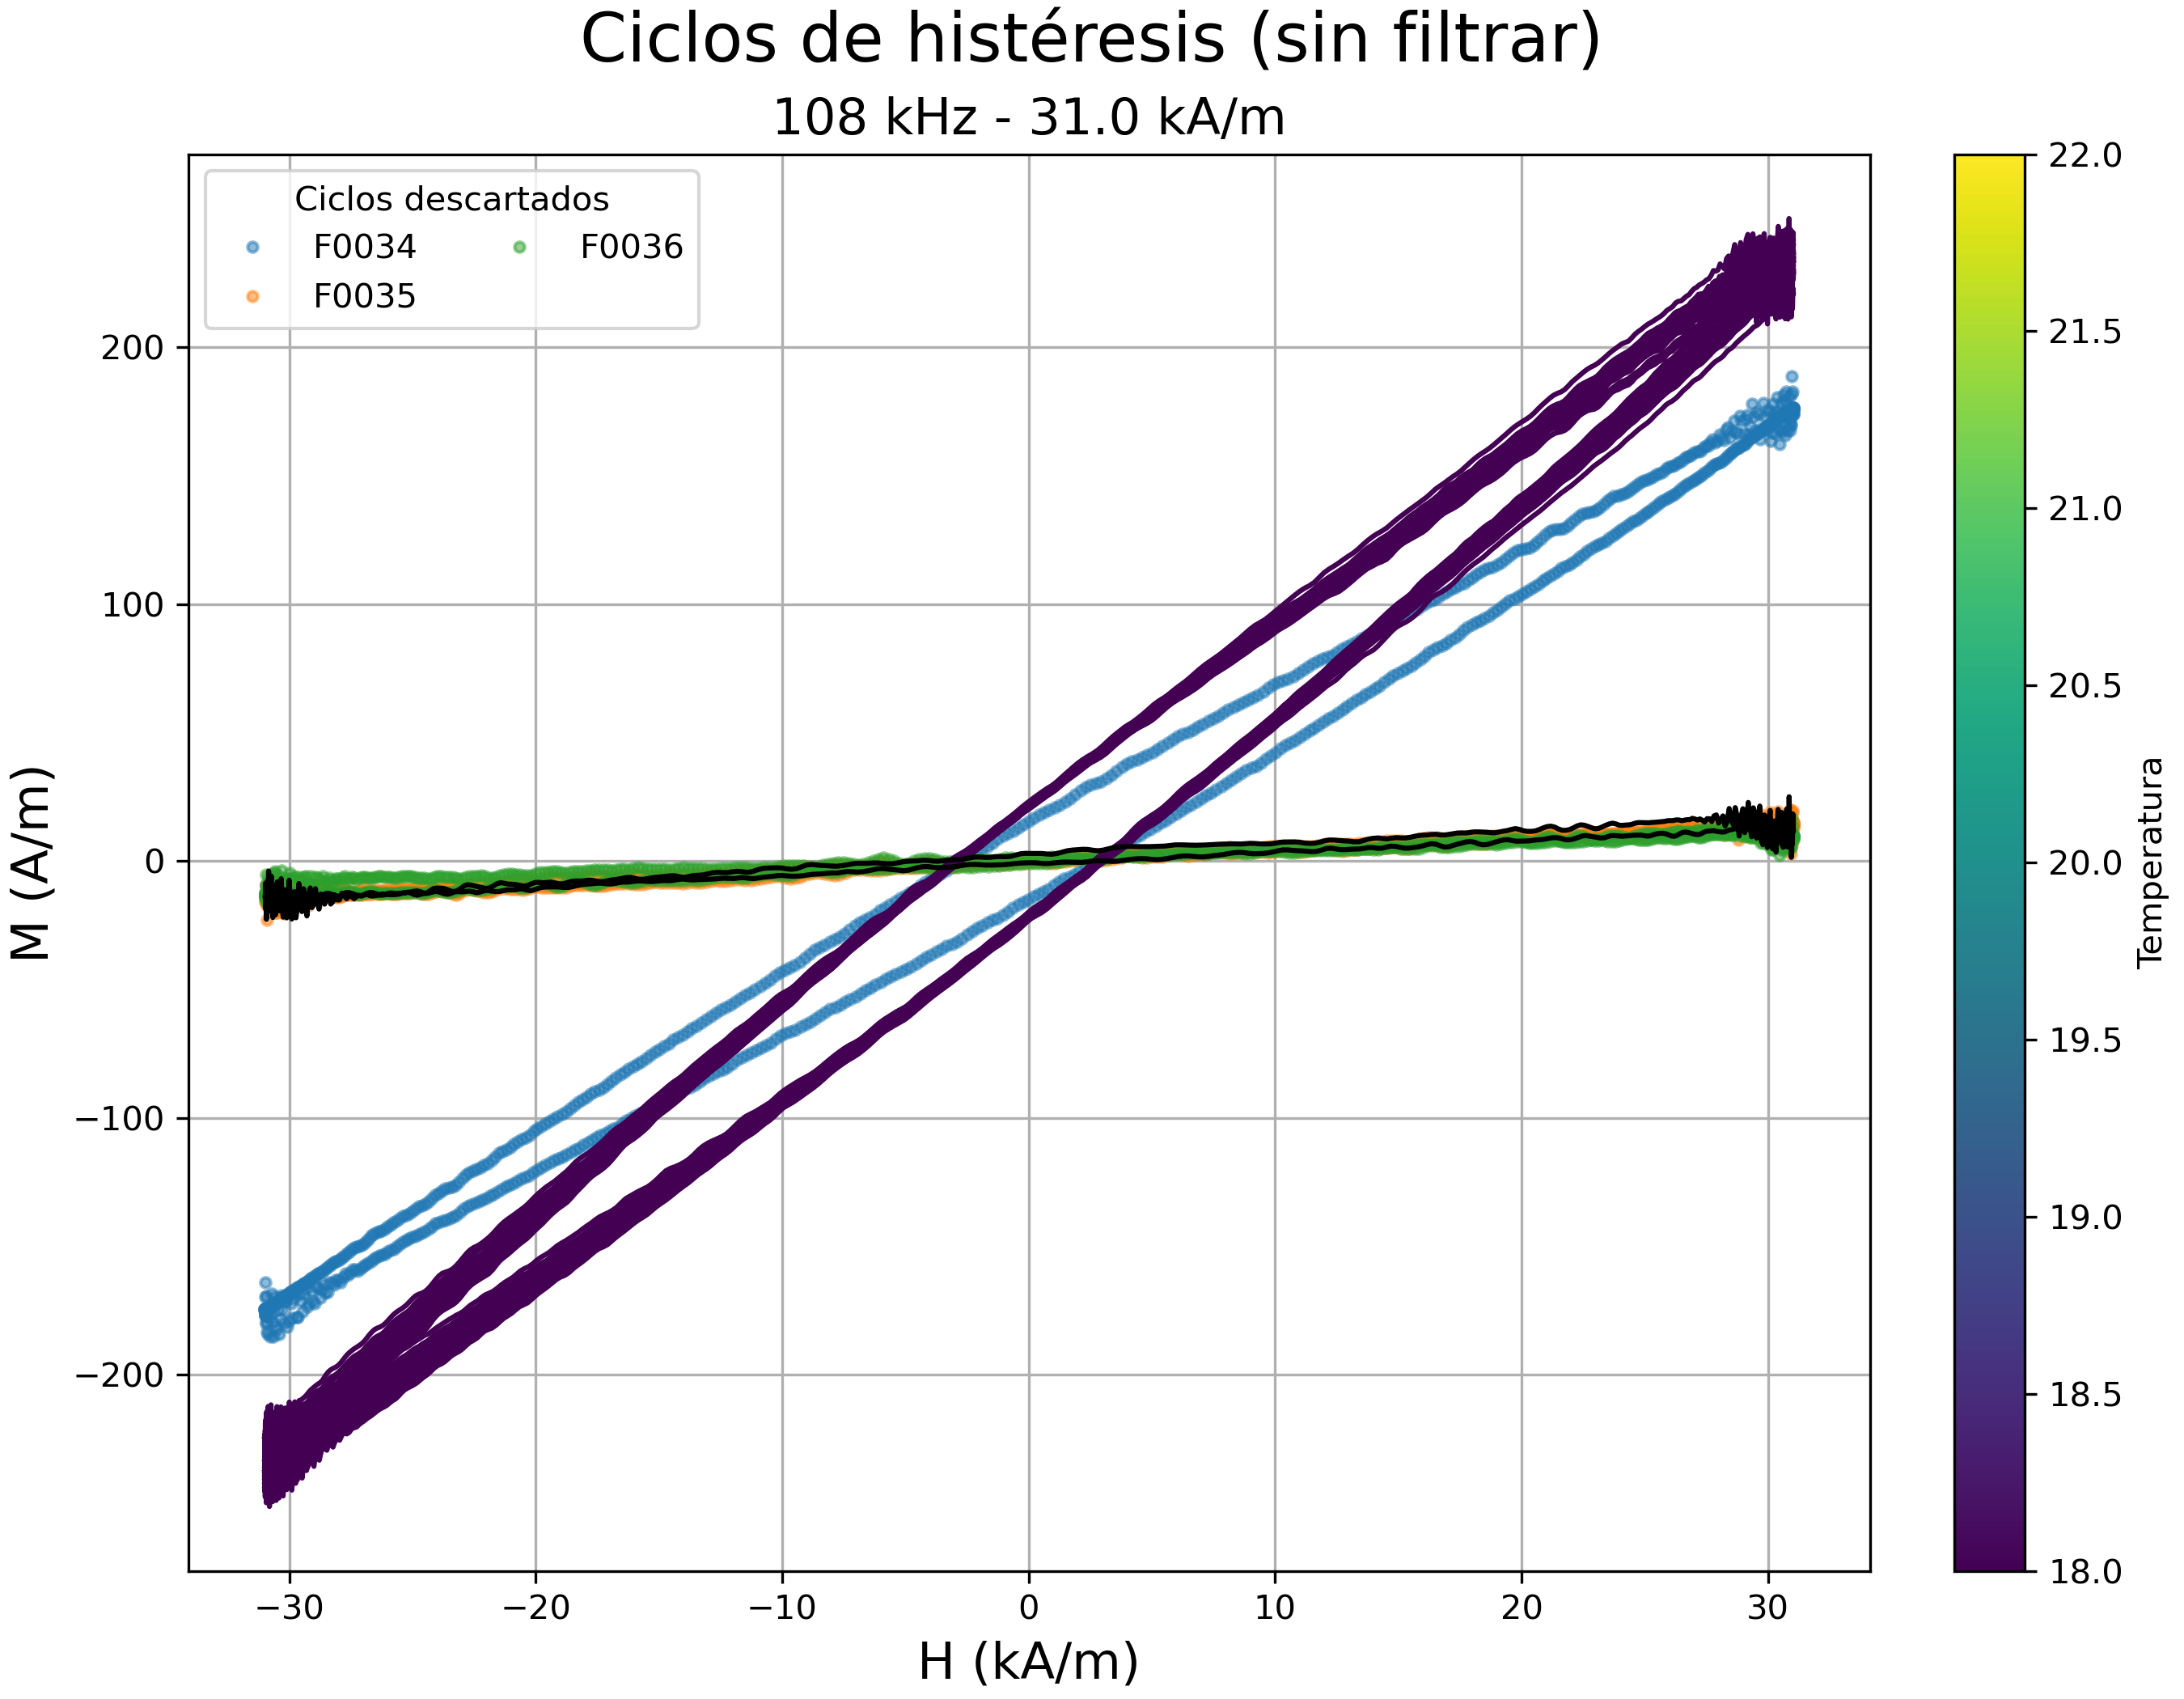 Ciclos de histéresis (sin filtrar)
108 kHz - 31.0 kA/m
Ciclos descartados
F0034
F0036
F0035
M (A/m)
200
100
0
−100
−200
−30
−20
−10
0
10
20
30
H (kA/m)
22.0
21.5
21.0
20.5
20.0
19.5
19.0
18.5
18.0
Temperatura